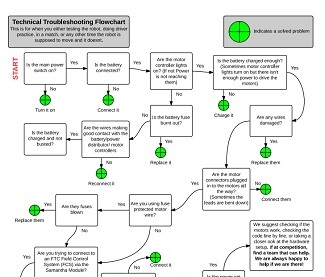 Technical Troubleshooting Flowchart
This is for when you either testing the robot, doing driver
practice, in a match, or any other time the robot is
supposed to move and it doesnt.
Indicates a solved problem
START
Is the main power
switch on?
Yes
Is the battery
connected?
Yes
Are the motor
controller lights
on? (If not Power
is not reaching
them)
Yes
Is the battery charged enough?
(Sometimes motor controller
lights turn on but there isn't
enough power to drive the
motors)
Yes
No
Turn it on
No
Connect it
No
No
Charge it
Is the battery
charged and not
busted?
Yes
Are the wires making
good contact with the
battery/power
distributor/motor
controllers
No
Is the battery fuse
burnt out?
Yes
Replace it
Are any wires
damaged?
Yes
Replace them
No
Reconnect it
No
Are the motor
connectors plugged
in to the motors all
the way?
(Sometimes the
leads are bent down)
No
Connect them
Yes
Replace them
Yes
Are they fuses
blown
Yes
Are you using fuse
protected motor
wire?
No
No
Are you trying to connect to
an FTC Field Control
System (FCS) via the
Samantha Module?
No
Connect it
Yes
We suggest checking if the
motors work, checking the
code line by line, or taking a
closer look at the hardware
setup. If at competition,
find a team that can help.
We are always happy to
help if we are there!